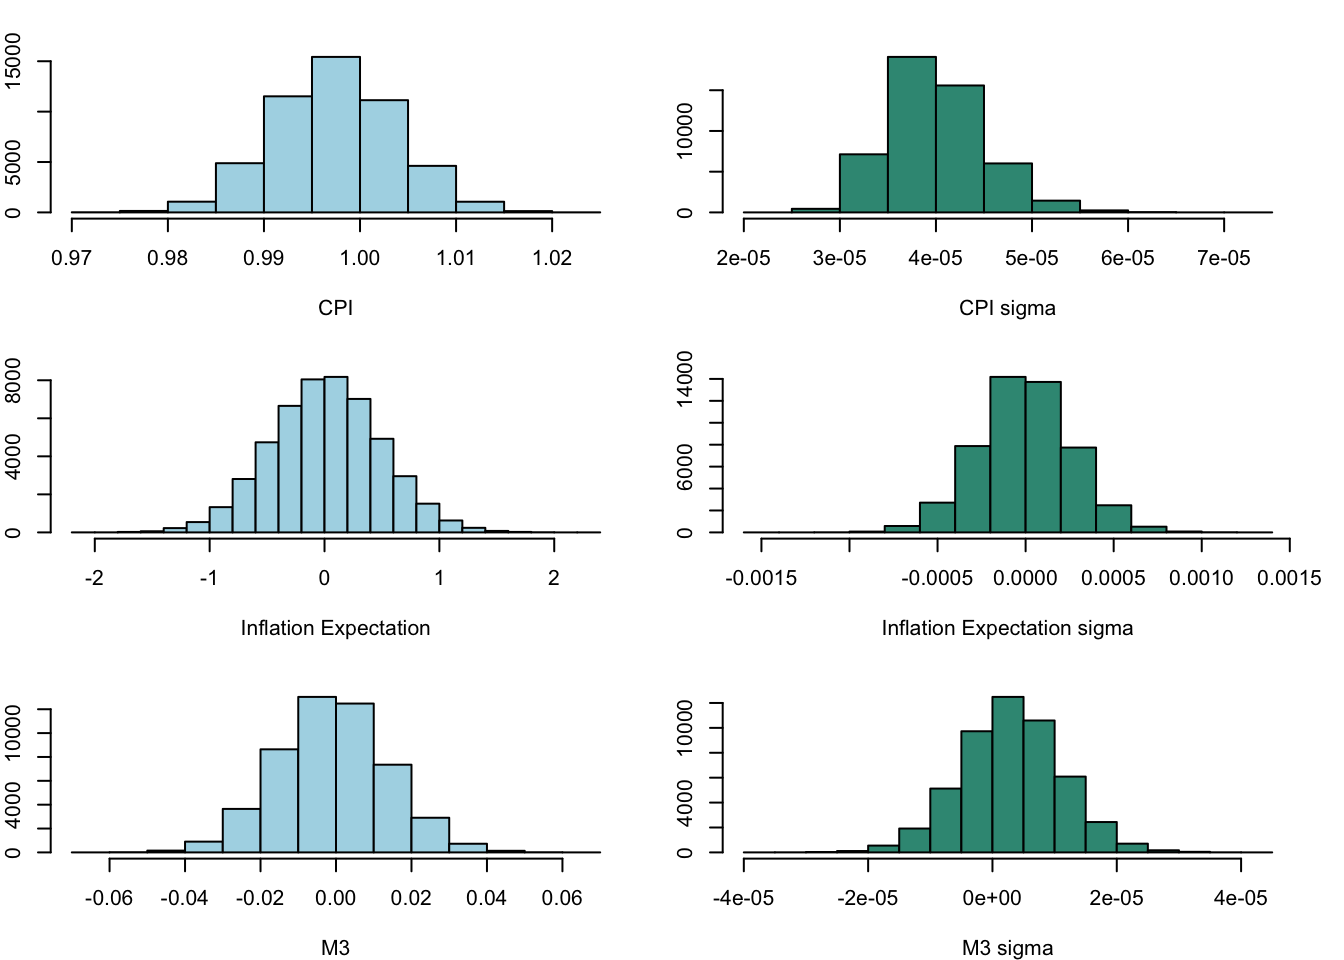 15000
5000
0
0.97 0.98 0.99 1.00 1.01 1.02
CPI
10000
0
2e-05 3e-05 4e-05 5e-05 6e-05 7e-05
CPI sigma
8000
4000
0
-2 -1 0 1 2
Inflation Expectation
14000
6000
0
-0.0015 -0.0005 0.0000 0.0005 0.0010 0.0015
Inflation Expectation sigma
10000
4000
0
-0.06 -0.04 -0.02 0.00 0.02 0.04 0.06
M3
10000
4000
0
-4e-05 -2e-05 0e+00 2e-05 4e-05
M3 sigma